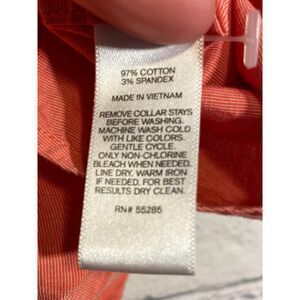 97% COTTON
3% SPANDEX
MADE IN VIETNAM
REMOVE COLLAR STAYS
BEFORE WASHING.
MACHINE WASH COLD
WITH LIKE COLORS.
GENTLE CYCLE.
ONLY NON-CHLORINE
BLEACH WHEN NEEDED.
LINE DRY. WARM IRON
IF NEEDED. FOR BEST
RESULTS DRY CLEAN.
RN# 55285